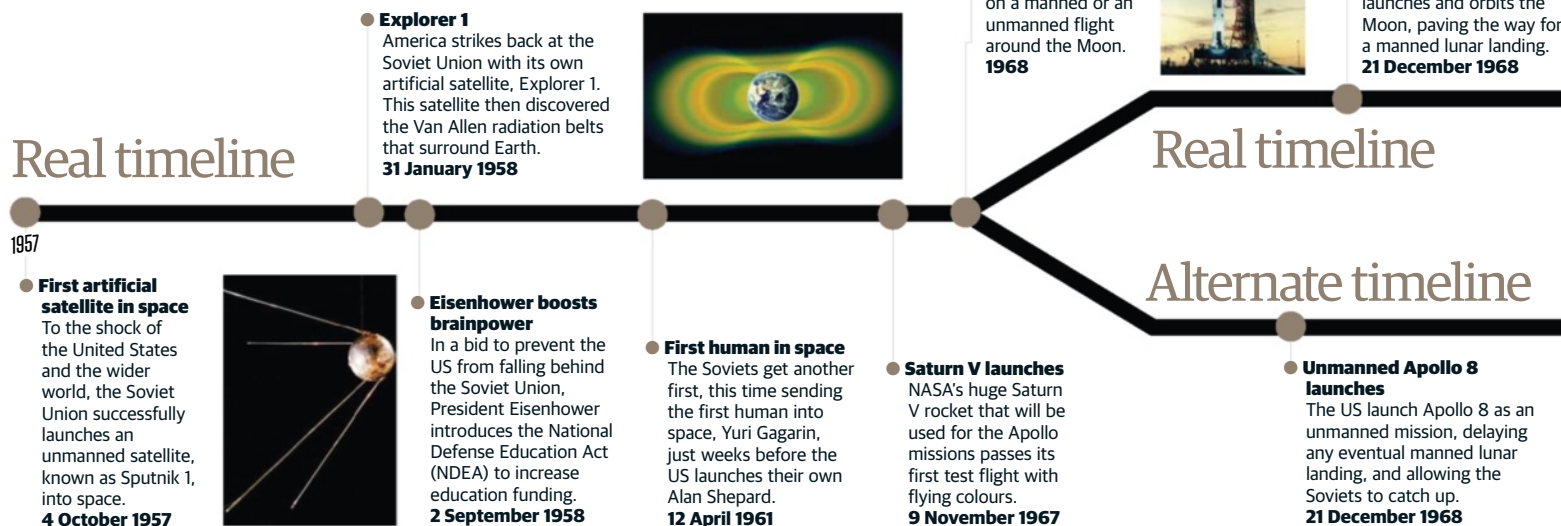 Real timeline
1957
First artificial
satellite in space
To the shock of
the United States
and the wider
world, the Soviet
Union successfully
launches an
unmanned satellite,
known as Sputnik 1,
into space.
4 October 1957
Explorer 1
America strikes back at the
Soviet Union with its own
artificial satellite, Explorer 1.
This satellite then discovered
the Van Allen radiation belts
that surround Earth.
31 January 1958
Eisenhower boosts
brainpower
In a bid to prevent the
US from falling behind
the Soviet Union,
President Eisenhower
introduces the National
Defense Education Act
(NDEA) to increase
education funding.
2 September 1958
First human in space
The Soviets get another
first, this time sending
the first human into
space, Yuri Gagarin,
just weeks before the
US launches their own
Alan Shepard.
12 April 1961
Saturn V launches
NASA's huge Saturn
V rocket that will be
used for the Apollo
missions passes its
first test flight with
flying colours.
9 November 1967
on a manned or an
unmanned flight
around the Moon.
1968
launches and orbits the
Moon, paving the way for
a manned lunar landing.
21 December 1968
Real timeline
Alternate timeline
Unmanned Apollo 8
launches
The US launch Apollo 8 as an
unmanned mission, delaying
any eventual manned lunar
landing, and allowing the
Soviets to catch up.
21 December 1968